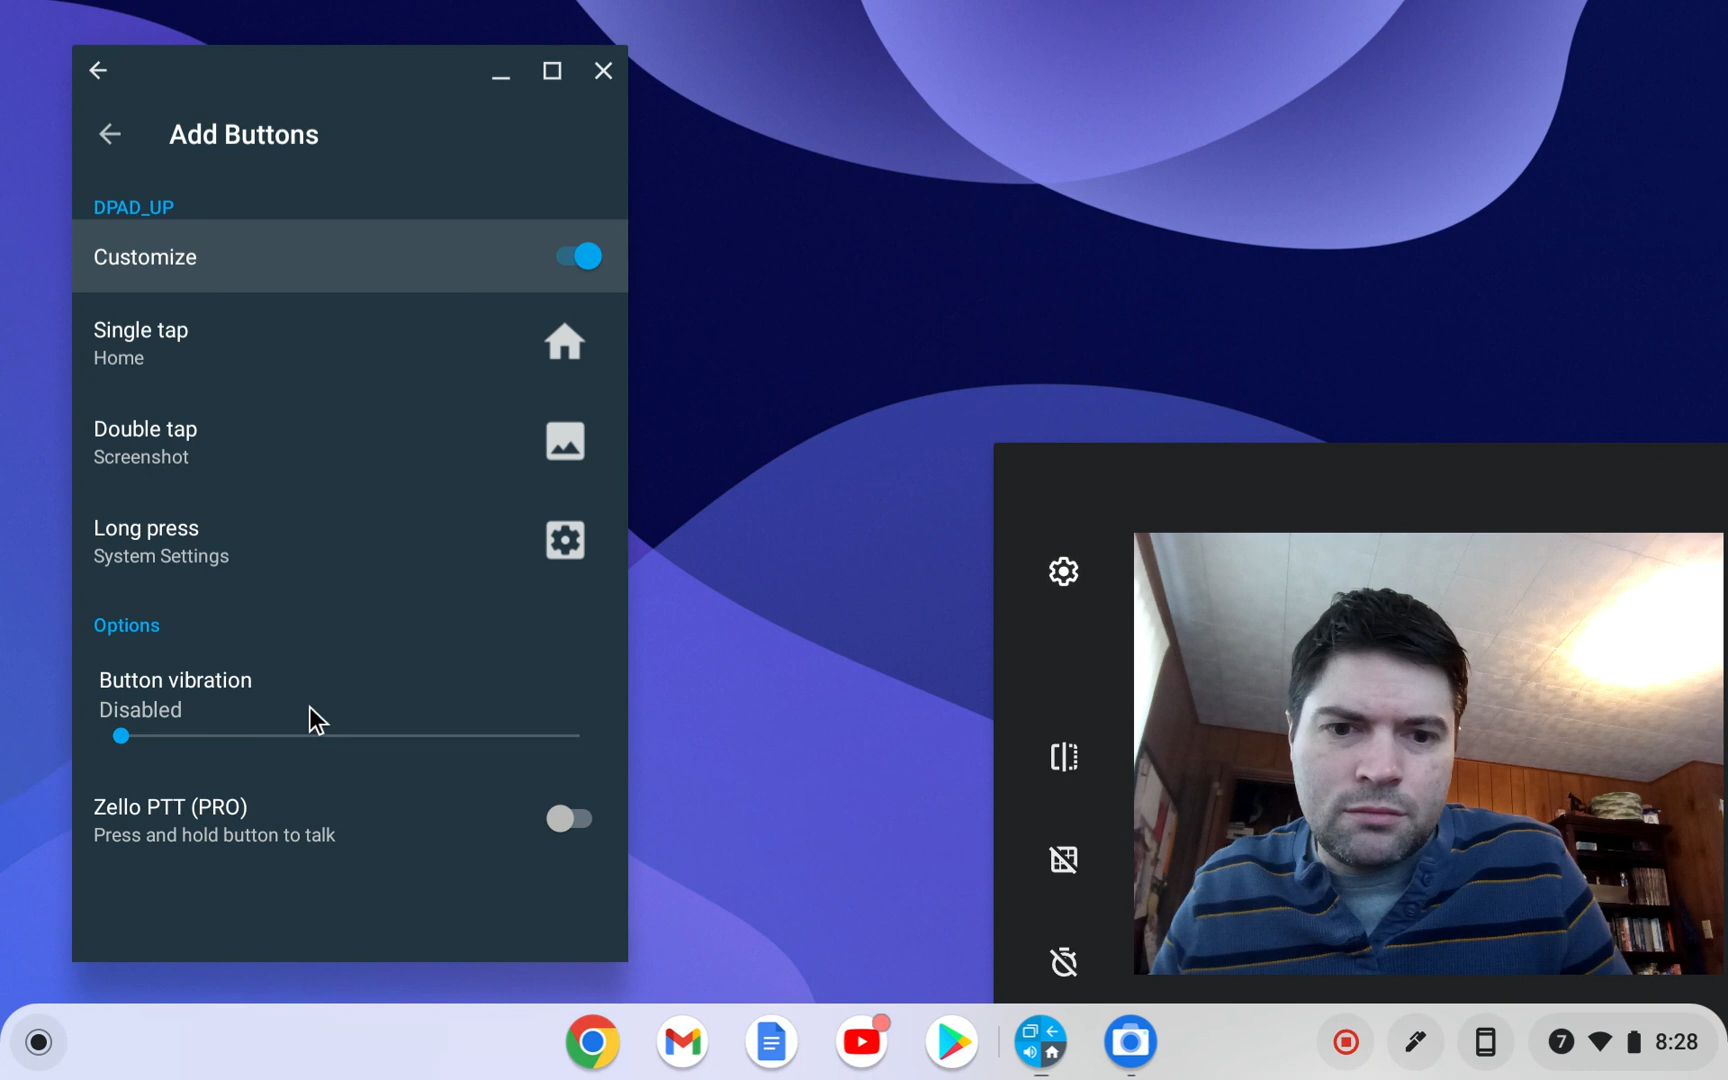 Add Buttons
DPAD_UP
Customize
Single tap
Home
Double tap
Screenshot
Long press
System Settings
Options
Button vibration
Disabled
Zello PTT (PRO)
Press and hold button to talk
7
8:28